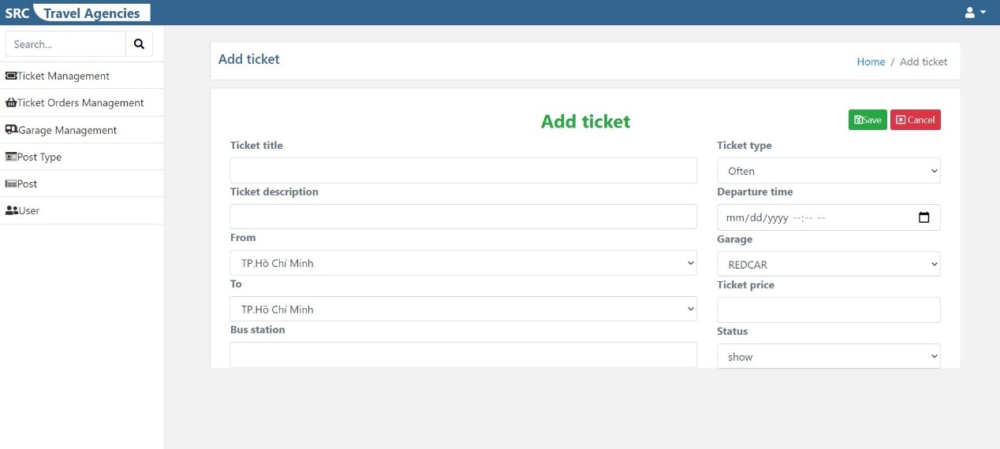 SRC Travel Agencies
Search...
Ticket Management
Ticket Orders Management
Garage Management
Post Type
Post
User
Add ticket
Home / Add ticket
Add ticket
Save Cancel
Ticket title
Ticket description
From
TP.Hồ Chí Minh
To
TP.Hồ Chí Minh
Bus station
Ticket type
Often
Departure time
mm/dd/yyyy --:-- --
Garage
REDCAR
Ticket price
Status
show